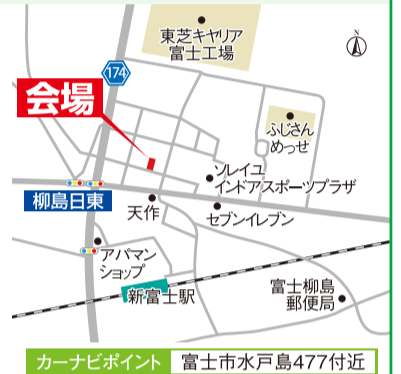 東芝キャリア
富士工場
174
会場
ふじさん
めっせ
ソレイユ
インドアスポーツプラザ
柳島日東
天作
セブンイレブン
アパマン
ショップ
新富士駅
富士柳島
郵便局
カーナビポイント 富士市水戸島477付近
N